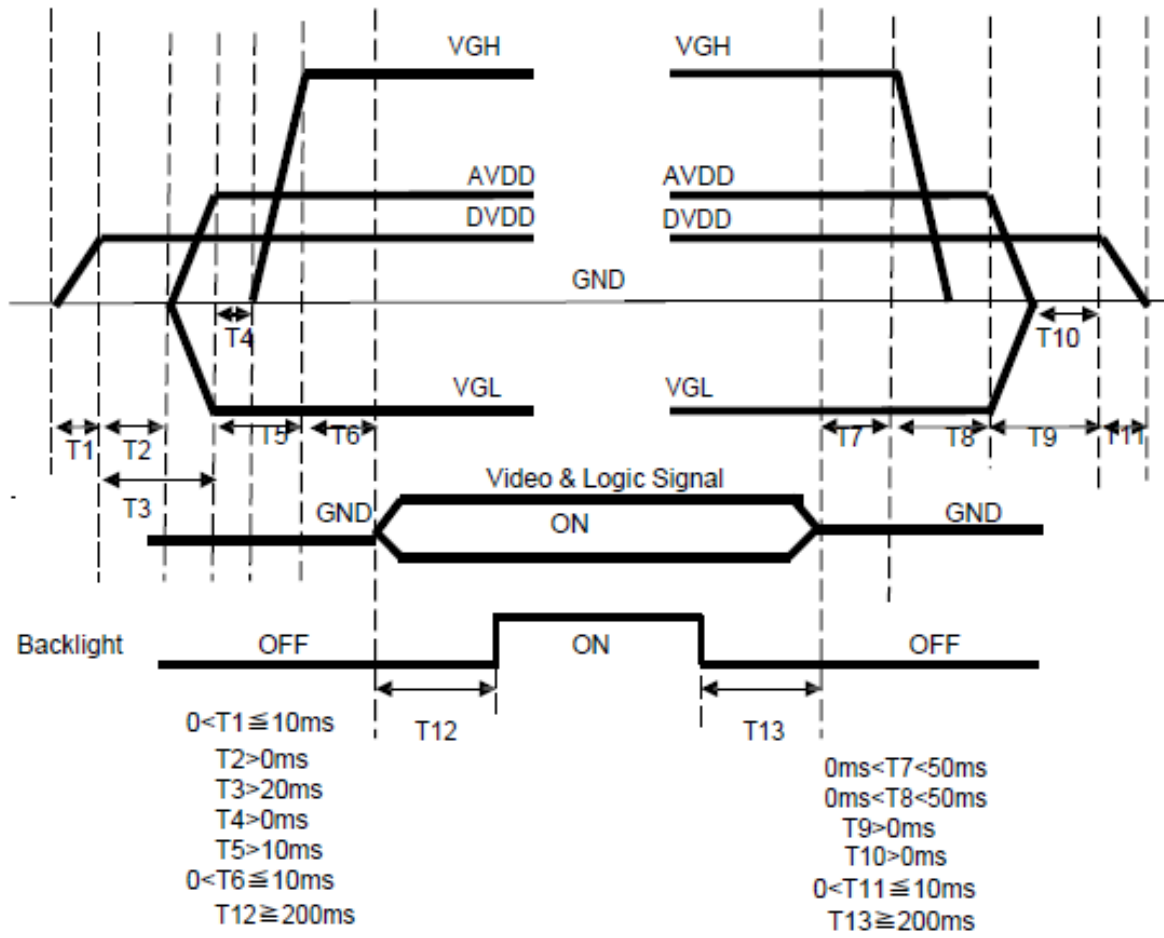 VGH VGH
AVDD AVDD
DVDD DVDD
GND
T4 T10
VGL VGL
T1 T2 T5 T6 T7 T8 T9 T11
Video & Logic Signal
T3
GND ON GND
Backlight OFF ON OFF
T12 T13
0<T1≦10ms
T2>0ms
T3>20ms
T4>0ms
T5>10ms
0<T6≦10ms
T12≧200ms
0ms<T7<50ms
0ms<T8<50ms
T9>0ms
T10>0ms
0<T11≦10ms
T13≧200ms